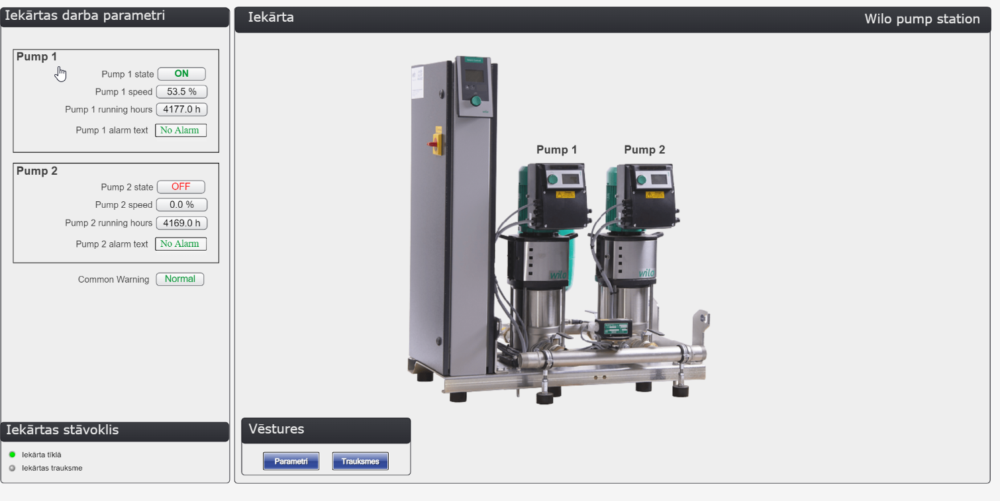 Iekārtas darba parametri
Pump 1
Pump 1 state ON
Pump 1 speed 53.5 %
Pump 1 running hours 4177.0 h
Pump 1 alarm text No Alarm
Pump 2
Pump 2 state OFF
Pump 2 speed 0.0 %
Pump 2 running hours 4169.0 h
Pump 2 alarm text No Alarm
Common Warning Normal
Iekārtas stāvoklis
Iekārta tīklā
Iekārtas trauksme
Iekārta
Wilo pump station
wilo
Pump 1
Pump 2
wilo
wilo
Vēstures
Parametri
Trauksmes